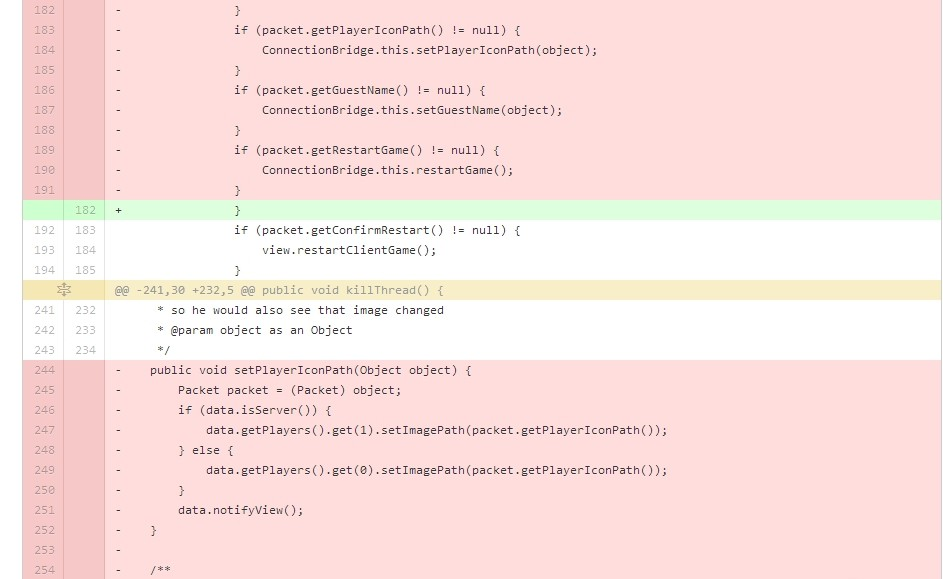 182 - }
183 - if (packet.getPlayerIconPath() != null) {
184 - ConnectionBridge.this.setPlayerIconPath(object);
185 - }
186 - if (packet.getGuestName() != null) {
187 - ConnectionBridge.this.setGuestName(object);
188 - }
189 - if (packet.getRestartGame() != null) {
190 - ConnectionBridge.this.restartGame();
191 - }
182 + }
192 183 if (packet.getConfirmRestart() != null) {
193 184 view.restartClientGame();
194 185 }
@@ -241,30 +232,5 @@ public void killThread() {
241 232 * so he would also see that image changed
242 233 * @param object as an Object
243 234 */
244 - public void setPlayerIconPath(Object object) {
245 - Packet packet = (Packet) object;
246 - if (data.isServer()) {
247 - data.getPlayers().get(1).setImagePath(packet.getPlayerIconPath());
248 - } else {
249 - data.getPlayers().get(0).setImagePath(packet.getPlayerIconPath());
250 - }
251 - data.notifyView();
252 - }
253 -
254 - /**